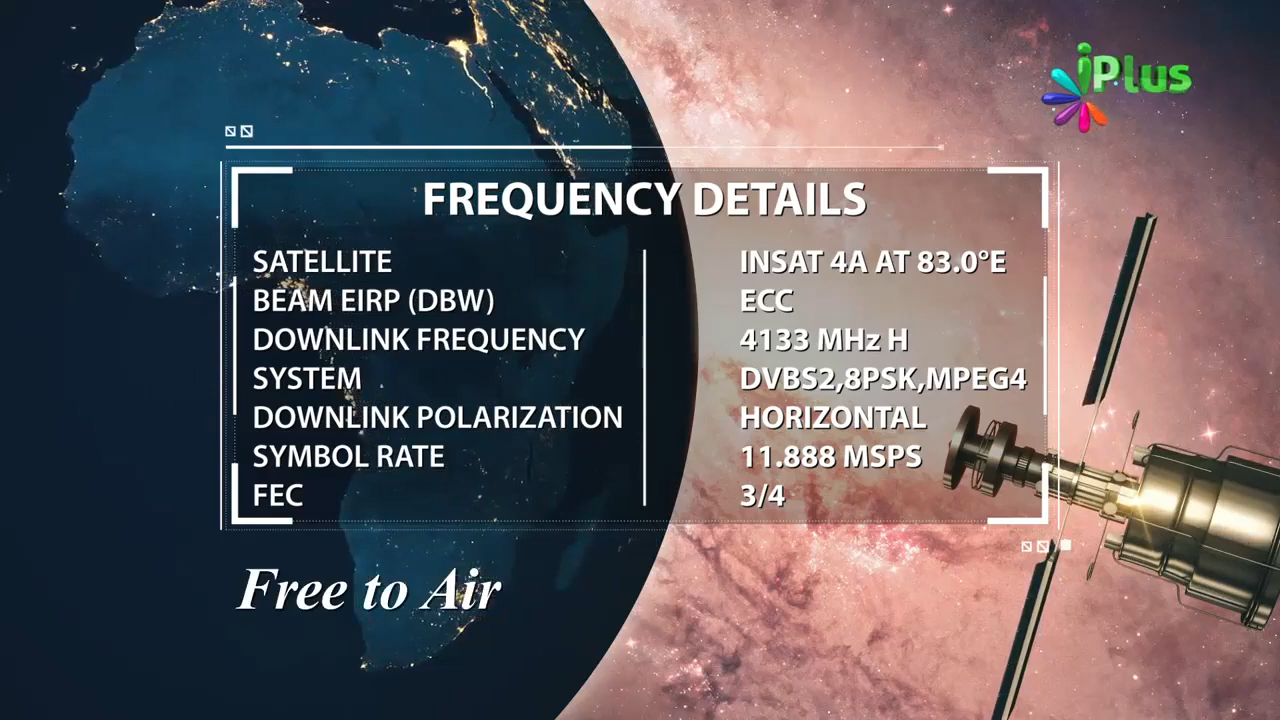 iPlus
FREQUENCY DETAILS
SATELLITE INSAT 4A AT 83.0°E
BEAM EIRP (DBW) ECC
DOWNLINK FREQUENCY 4133 MHz H
SYSTEM DVBS2,8PSK,MPEG4
DOWNLINK POLARIZATION HORIZONTAL
SYMBOL RATE 11.888 MSPS
FEC 3/4
Free to Air